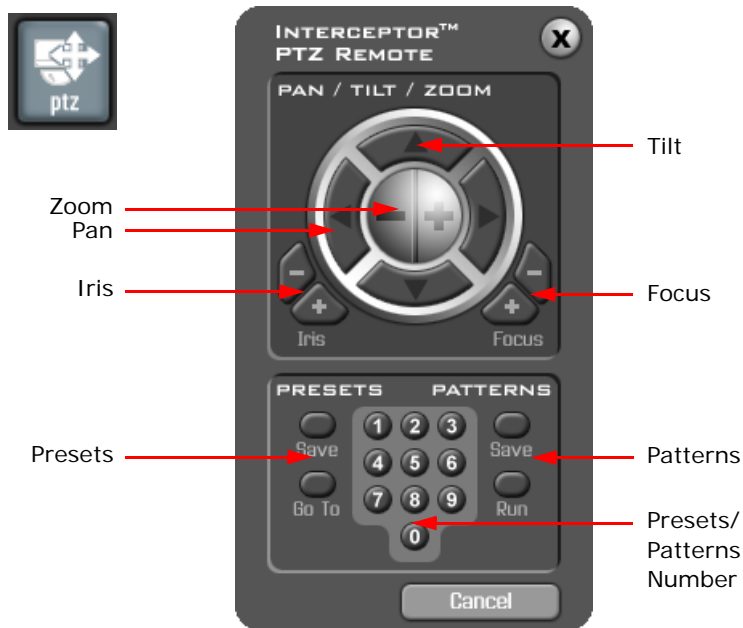 ptz
INTERCEPTOR™
PTZ REMOTE
X
PAN / TILT / ZOOM
Tilt
Zoom
Pan
Iris
Focus
Iris
Focus
PRESETS PATTERNS
1 2 3
Save Save
Presets
4 5 6
Patterns
7 8 9
Go To Run
0
Presets/
Patterns
Number
Cancel